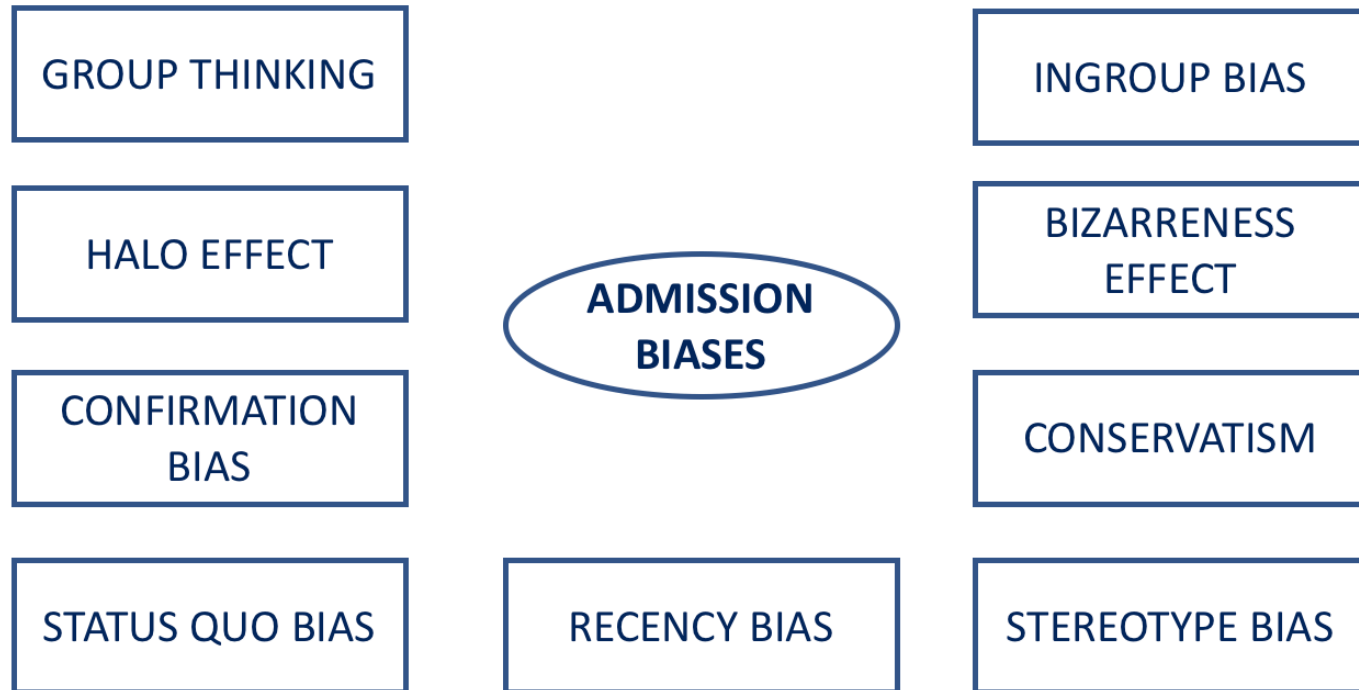 GROUP THINKING
INGROUP BIAS
HALO EFFECT
BIZARRENESS
EFFECT
ADMISSION
BIASES
CONFIRMATION
BIAS
CONSERVATISM
STATUS QUO BIAS
RECENCY BIAS
STEREOTYPE BIAS